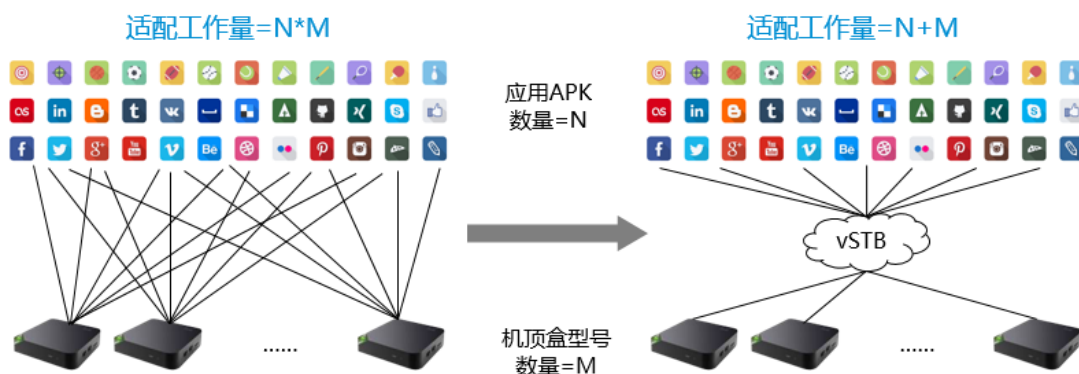 适配工作量=N*M
适配工作量=N+M
应用APK
数量=N
vSTB
机顶盒型号
数量=M
......
......